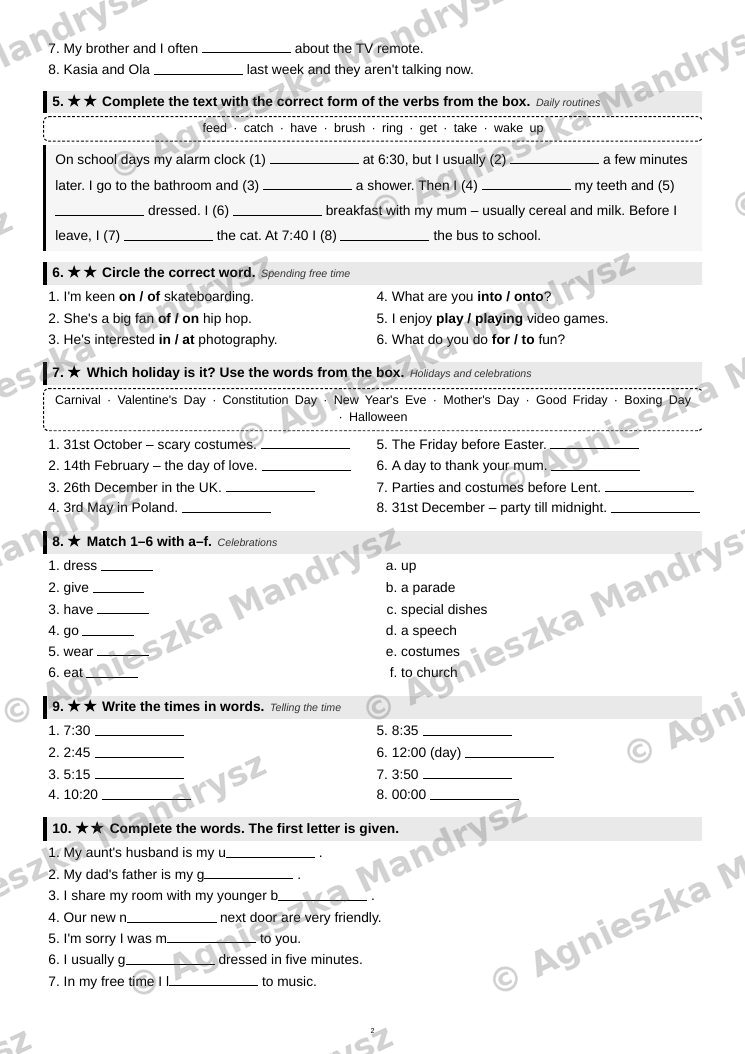 7. My brother and I often ____________ about the TV remote.
8. Kasia and Ola ____________ last week and they aren't talking now.
5. ★★ Complete the text with the correct form of the verbs from the box. Daily routines
feed · catch · have · brush · ring · get · take · wake up
On school days my alarm clock (1) ____________ at 6:30, but I usually (2) ____________ a few minutes
later. I go to the bathroom and (3) ____________ a shower. Then I (4) ____________ my teeth and (5)
____________ dressed. I (6) ____________ breakfast with my mum – usually cereal and milk. Before I
leave, I (7) ____________ the cat. At 7:40 I (8) ____________ the bus to school.
6. ★★ Circle the correct word. Spending free time
1. I'm keen on / of skateboarding.
2. She's a big fan of / on hip hop.
3. He's interested in / at photography.
4. What are you into / onto?
5. I enjoy play / playing video games.
6. What do you do for / to fun?
7. ★ Which holiday is it? Use the words from the box. Holidays and celebrations
Carnival · Valentine's Day · Constitution Day · New Year's Eve · Mother's Day · Good Friday · Boxing Day
· Halloween
1. 31st October – scary costumes. ____________
2. 14th February – the day of love. ____________
3. 26th December in the UK. ____________
4. 3rd May in Poland. ____________
5. The Friday before Easter. ____________
6. A day to thank your mum. ____________
7. Parties and costumes before Lent. ____________
8. 31st December – party till midnight. ____________
8. ★ Match 1–6 with a–f. Celebrations
1. dress _______
2. give _______
3. have _______
4. go _______
5. wear _______
6. eat _______
a. up
b. a parade
c. special dishes
d. a speech
e. costumes
f. to church
9. ★★ Write the times in words. Telling the time
1. 7:30 ____________
2. 2:45 ____________
3. 5:15 ____________
4. 10:20 ____________
5. 8:35 ____________
6. 12:00 (day) ____________
7. 3:50 ____________
8. 00:00 ____________
10. ★★ Complete the words. The first letter is given.
1. My aunt's husband is my u____________ .
2. My dad's father is my g____________ .
3. I share my room with my younger b____________ .
4. Our new n____________ next door are very friendly.
5. I'm sorry I was m____________ to you.
6. I usually g____________ dressed in five minutes.
7. In my free time I l____________ to music.
2
© Agnieszka Mandrysz